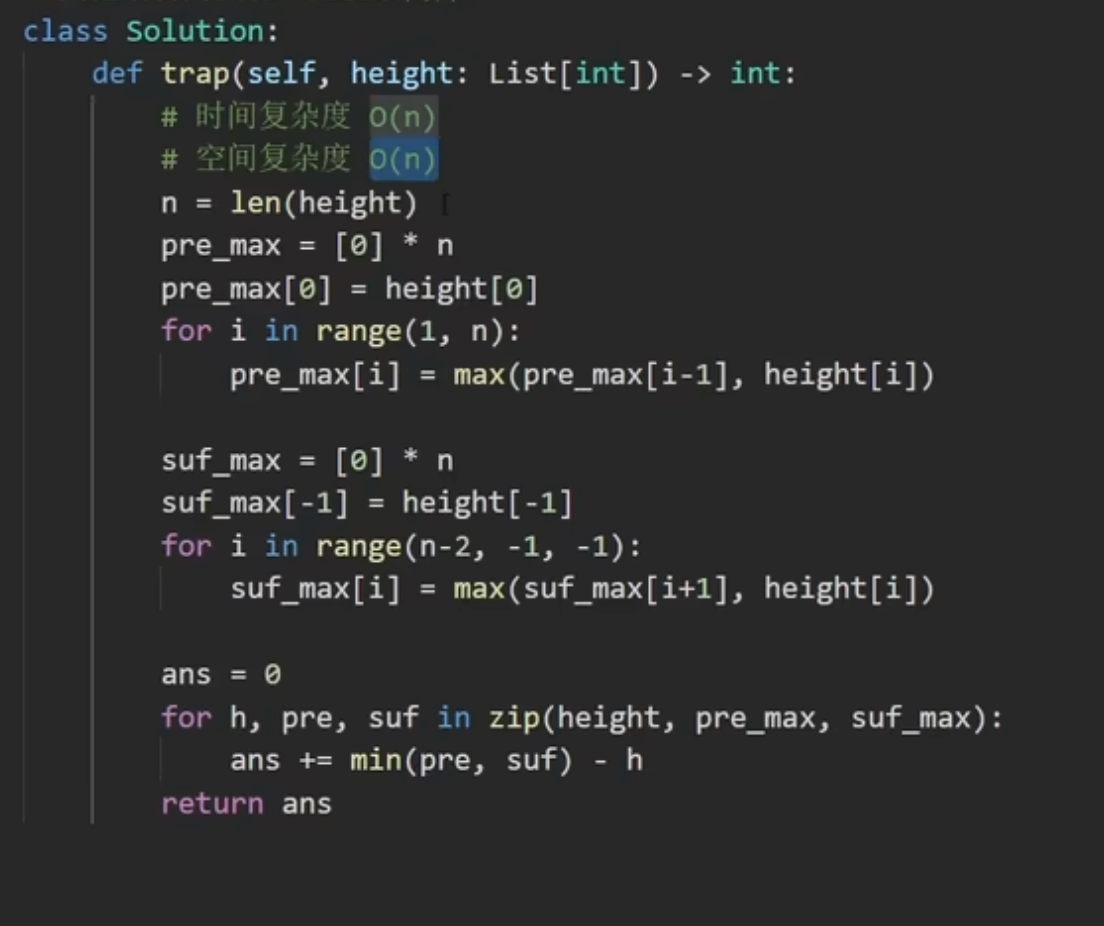 class Solution:
    def trap(self, height: List[int]) -> int:
        # 时间复杂度 O(n)
        # 空间复杂度 O(n)
        n = len(height)
        pre_max = [0] * n
        pre_max[0] = height[0]
        for i in range(1, n):
            pre_max[i] = max(pre_max[i-1], height[i])
        suf_max = [0] * n
        suf_max[-1] = height[-1]
        for i in range(n-2, -1, -1):
            suf_max[i] = max(suf_max[i+1], height[i])
        ans = 0
        for h, pre, suf in zip(height, pre_max, suf_max):
            ans += min(pre, suf) - h
        return ans